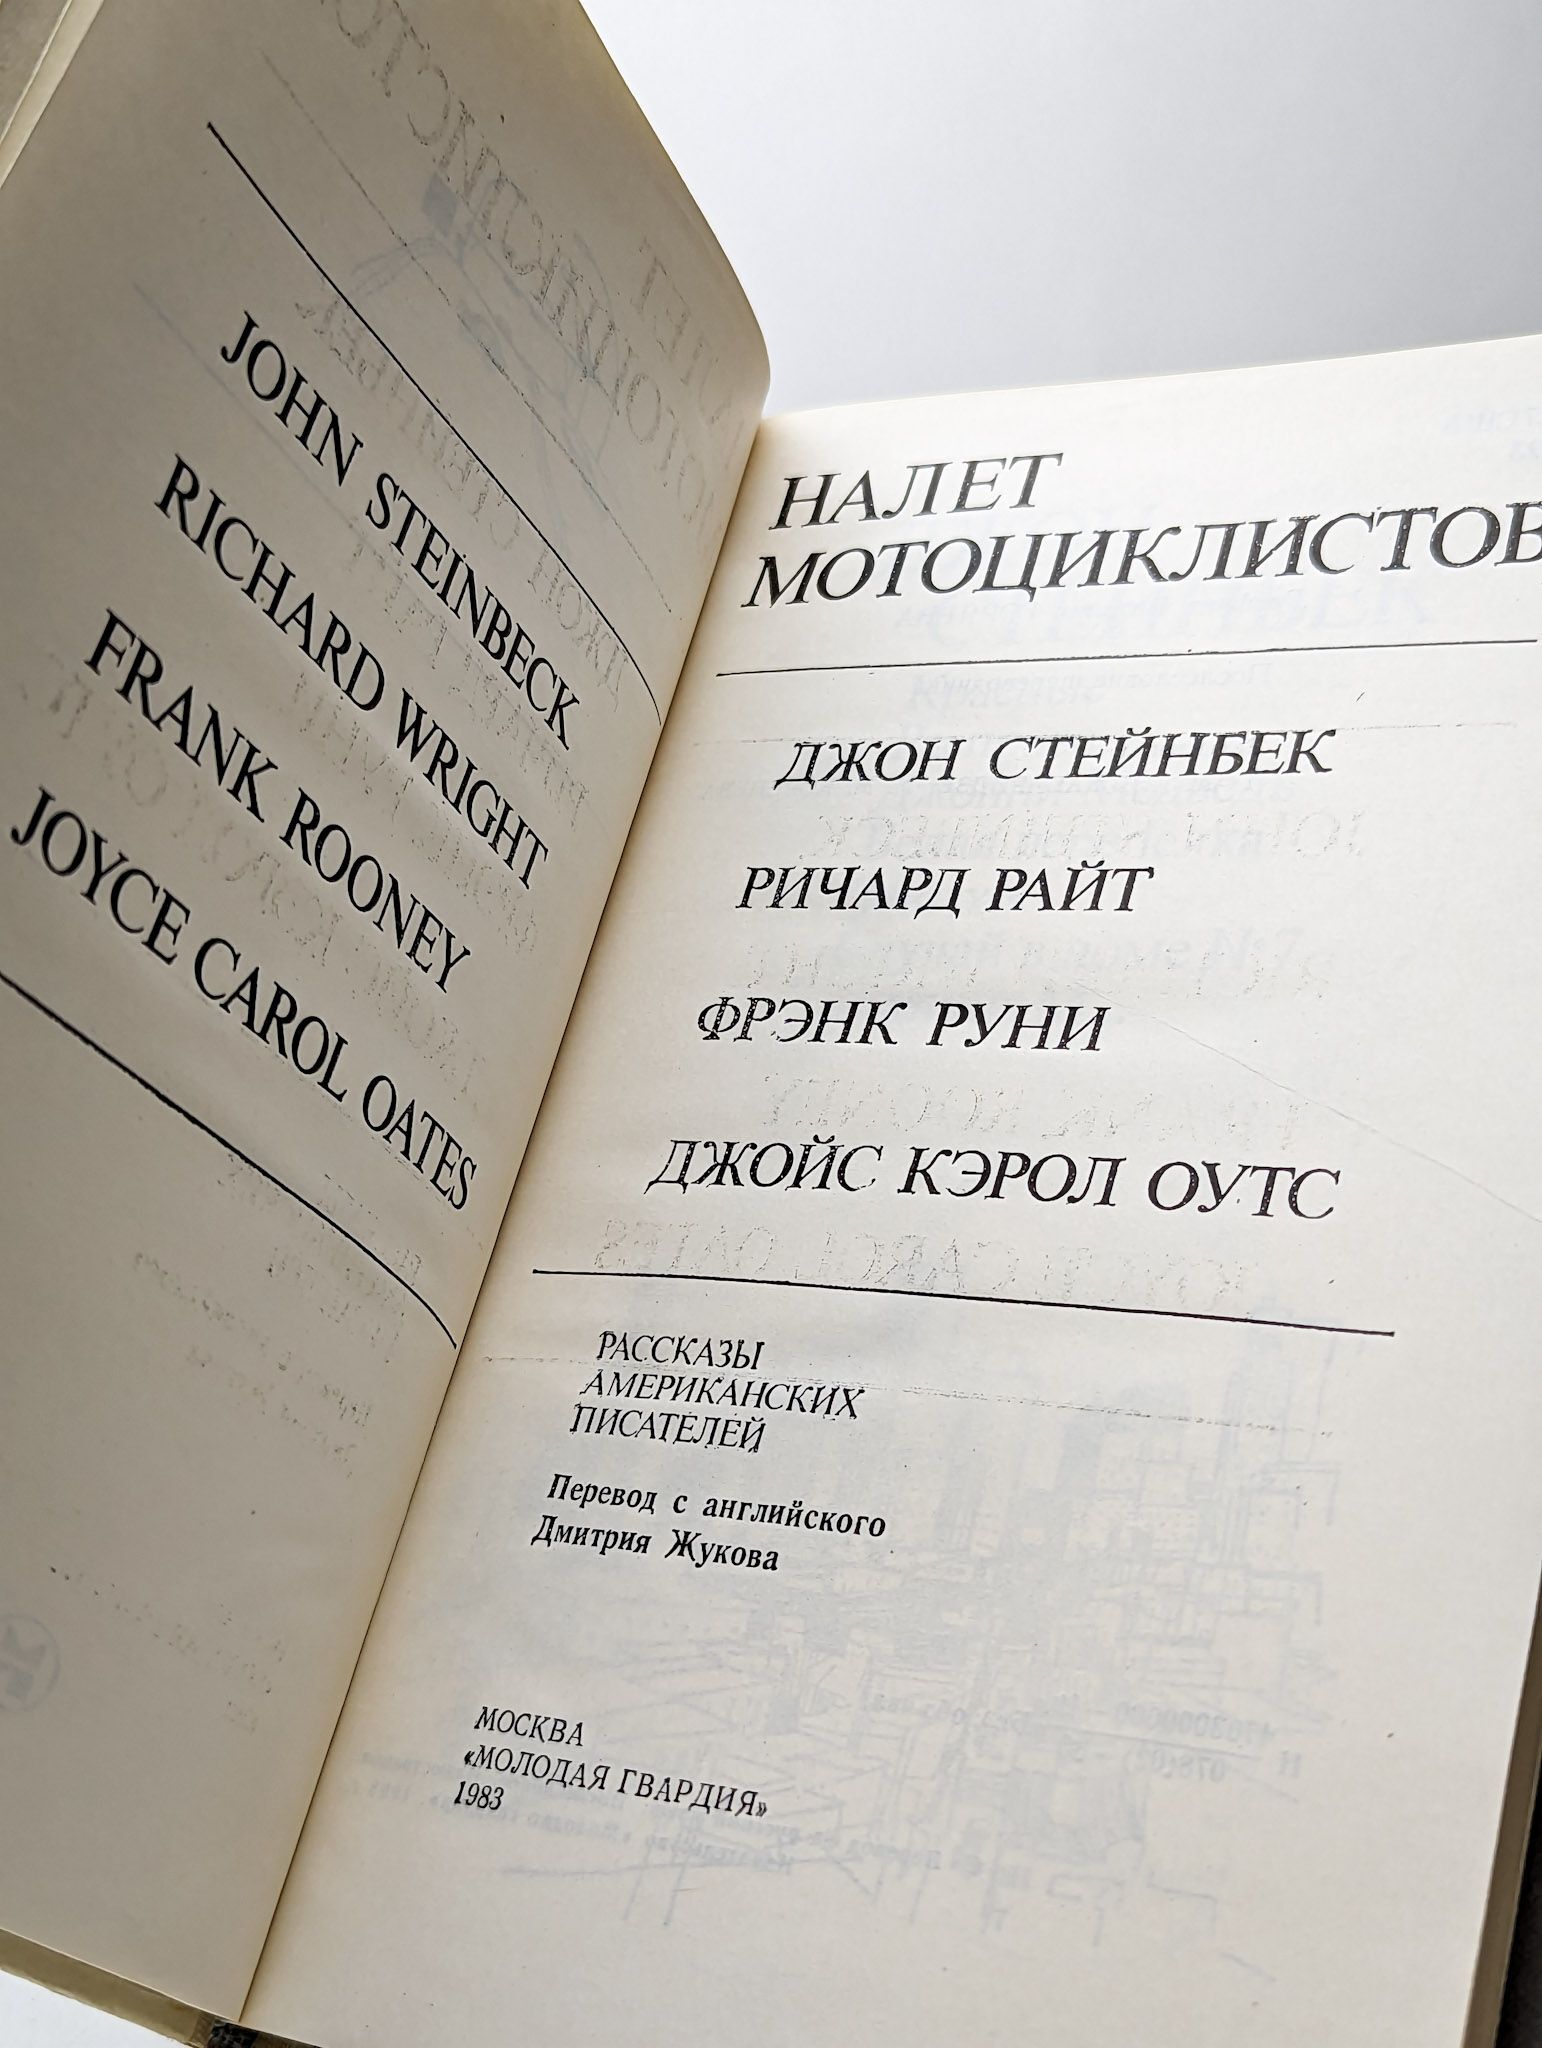 JOHN STEINBECK
RICHARD WRIGHT
FRANK ROONEY
JOYCE CAROL OATES
НАЛЕТ
МОТОЦИКЛИСТОВ
ДЖОН СТЕЙНБЕК
РИЧАРД РАЙТ
ФРЭНК РУНИ
ДЖОЙС КЭРОЛ ОУТС
РАССКАЗЫ
АМЕРИКАНСКИХ
ПИСАТЕЛЕЙ
Перевод с английского
Дмитрия Жукова
МОСКВА
«МОЛОДАЯ ГВАРДИЯ»
1983